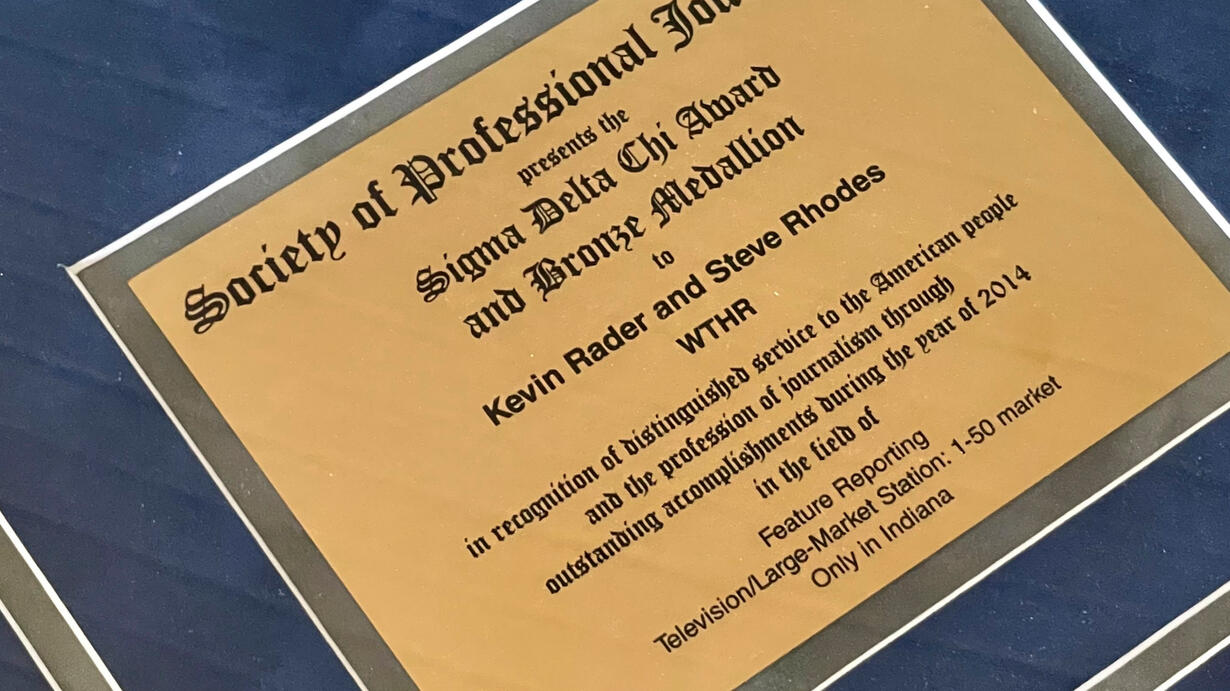 Society of Professional Jou
presents the
Sigma Delta Chi Award
and Bronze Medallion
to
Kevin Rader and Steve Rhodes
WTHR
in recognition of distinguished service to the American people
and the profession of journalism through
outstanding accomplishments during the year of 2014
in the field of
Feature Reporting
Television/Large-Market Station: 1-50 market
Only in Indiana